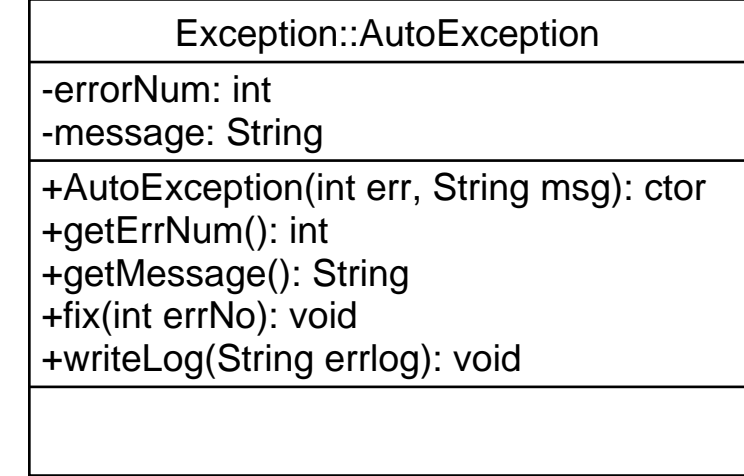 Exception::AutoException
-errorNum: int
-message: String
+AutoException(int err, String msg): ctor
+getErrNum(): int
+getMessage(): String
+fix(int errNo): void
+writeLog(String errlog): void